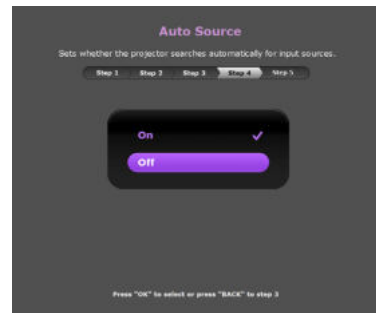 Auto Source
Sets whether the projector searches automatically for input sources.
Step 1 Step 2 Step 3 Step 4 Step 5
On
Off
Press "OK" to select or press "BACK" to step 3